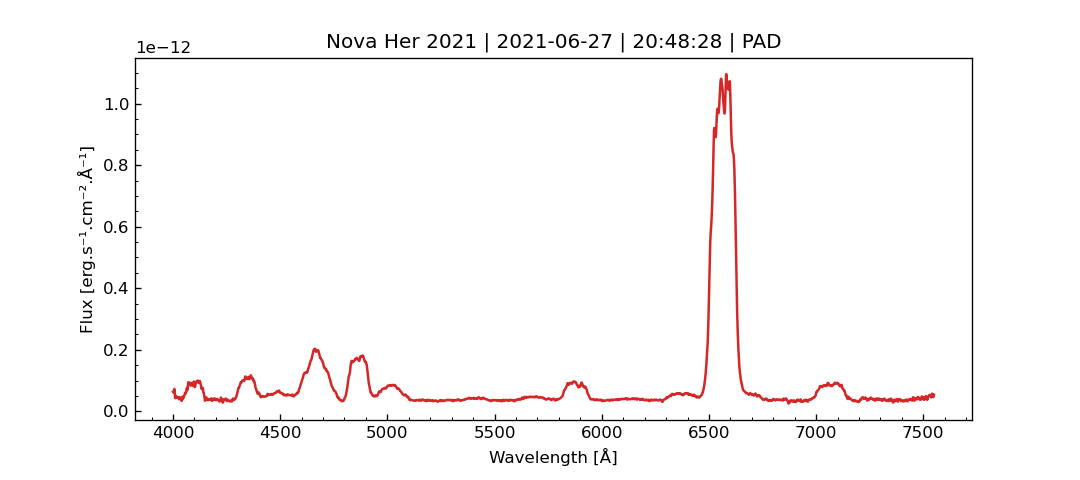 Nova Her 2021 | 2021-06-27 | 20:48:28 | PAD
1e−12
1.0
0.8
0.6
0.4
0.2
0.0
Flux [erg.s⁻¹.cm⁻².Å⁻¹]
4000 4500 5000 5500 6000 6500 7000 7500
Wavelength [Å]